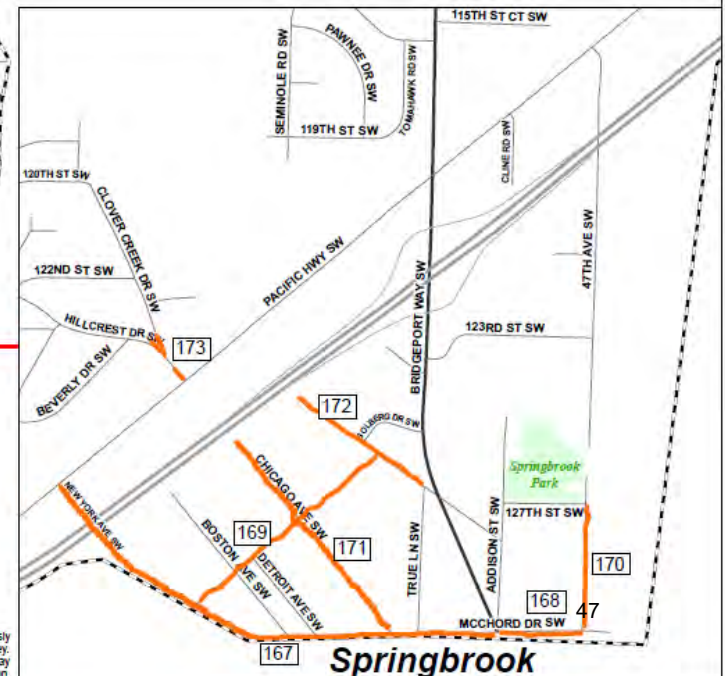 115TH ST CT SW
SEMINOLE RD SW
PAWNEE DR SW
TOMAHAWK RD SW
119TH ST SW
CLINE RD SW
120TH ST SW
CLOVER CREEK DR SW
47TH AVE SW
122ND ST SW
PACIFIC HWY SW
BRIDGEPORT WAY SW
HILLCREST DR SW
173
123RD ST SW
BEVERLY DR SW
172
SOLBERG DR SW
CHICAGO AVE SW
Springbrook
Park
NEW YORK AVE SW
127TH ST SW
BOSTON AVE SW
169
171
TRUE LN SW
ADDISON ST SW
170
DETROIT AVE SW
168
47
MCCHORD DR SW
167
Springbrook